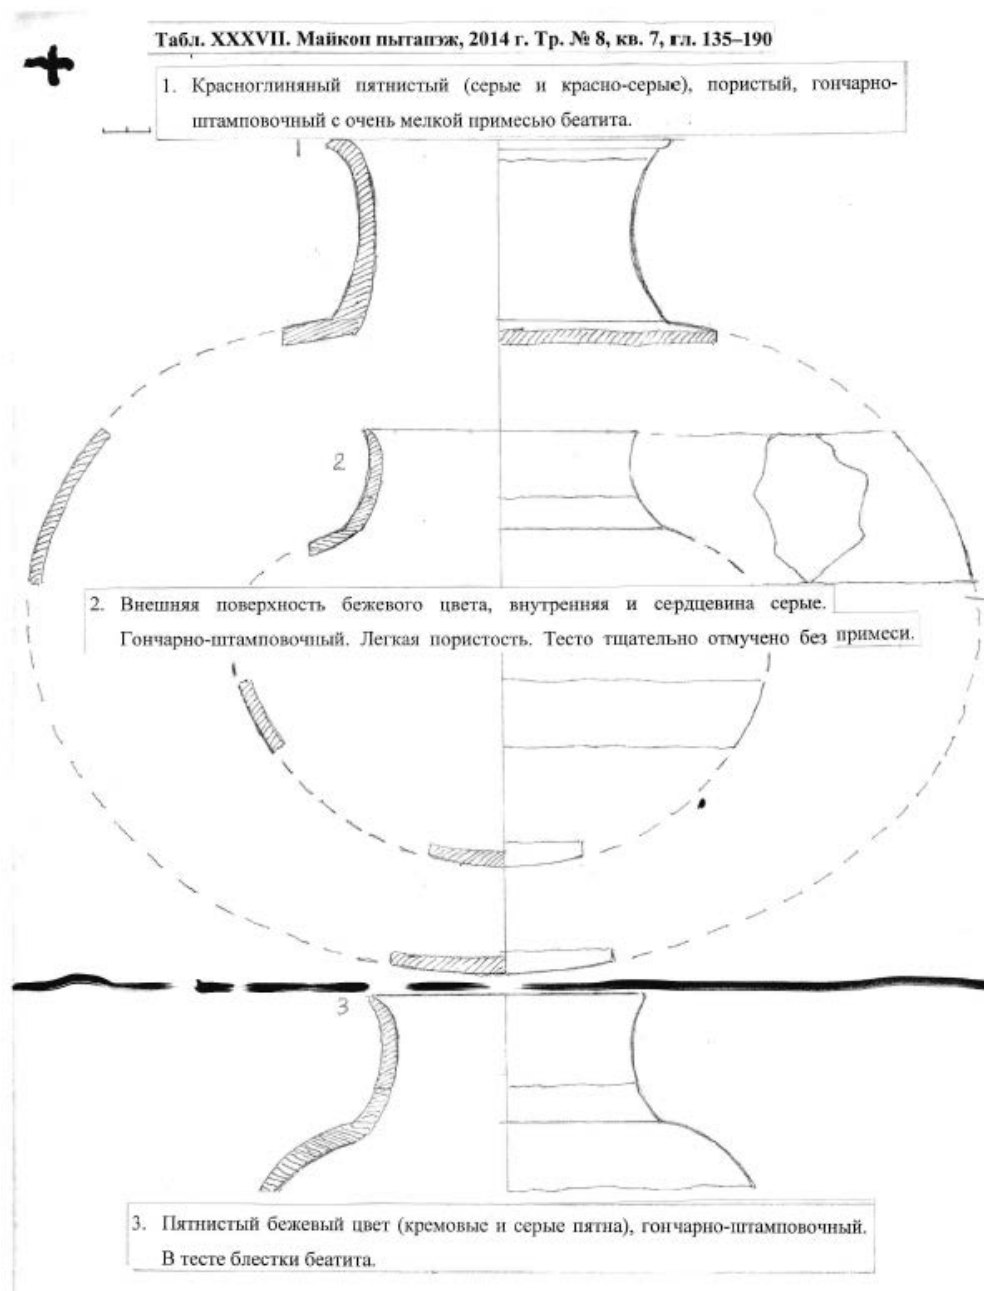 Табл. XXXVII. Майкоп пытапэж, 2014 г. Тр. № 8, кв. 7, гл. 135–190
1. Красноглиняный пятнистый (серые и красно-серые), пористый, гончарно-
штамповочный с очень мелкой примесью беатита.
1
2
2. Внешняя поверхность бежевого цвета, внутренняя и сердцевина серые.
Гончарно-штамповочный. Легкая пористость. Тесто тщательно отмучено без примеси.
3
3. Пятнистый бежевый цвет (кремовые и серые пятна), гончарно-штамповочный.
В тесте блестки беатита.